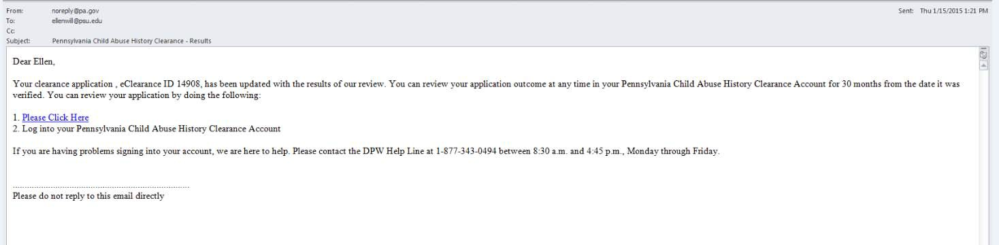 From: noreply@pa.gov Sent: Thu 1/15/2015 1:21 PM
To: ellenwill@psu.edu
Cc:
Subject: Pennsylvania Child Abuse History Clearance - Results
Dear Ellen,
Your clearance application , eClearance ID 14908, has been updated with the results of our review. You can review your application outcome at any time in your Pennsylvania Child Abuse History Clearance Account for 30 months from the date it was
verified. You can review your application by doing the following:
1. Please Click Here
2. Log into your Pennsylvania Child Abuse History Clearance Account
If you are having problems signing into your account, we are here to help. Please contact the DPW Help Line at 1-877-343-0494 between 8:30 a.m. and 4:45 p.m., Monday through Friday.
...........................................................................
Please do not reply to this email directly